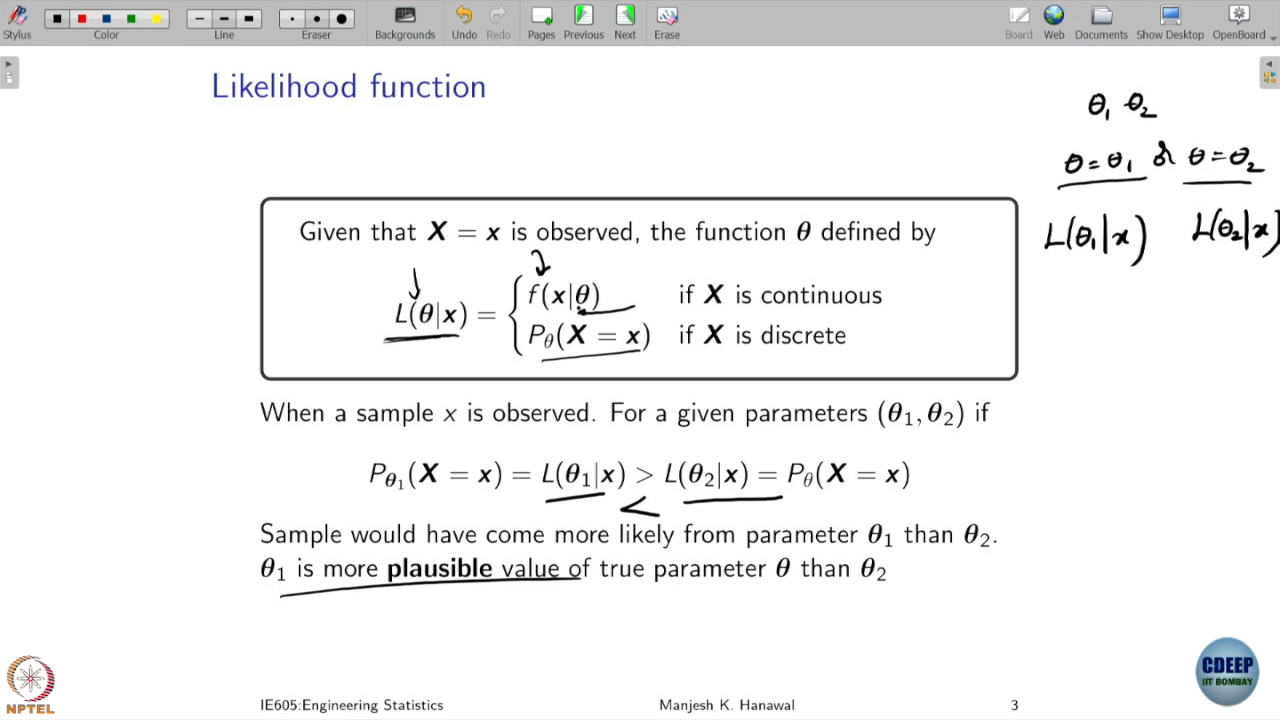 Stylus Color Line Eraser Backgrounds Undo Redo Pages Previous Next Erase Board Web Documents Show Desktop OpenBoard
Likelihood function
θ₁ θ₂
θ = θ₁ or θ = θ₂
L(θ₁|x) L(θ₂|x)
Given that X = x is observed, the function θ defined by
L(θ|x) = { f(x|θ) if X is continuous
P_θ(X = x) if X is discrete
When a sample x is observed. For a given parameters (θ₁, θ₂) if
P_θ₁(X = x) = L(θ₁|x) > L(θ₂|x) = P_θ(X = x)
<
Sample would have come more likely from parameter θ₁ than θ₂.
θ₁ is more plausible value of true parameter θ than θ₂
NPTEL
IE605:Engineering Statistics Manjesh K. Hanawal 3
CDEEP
IIT BOMBAY